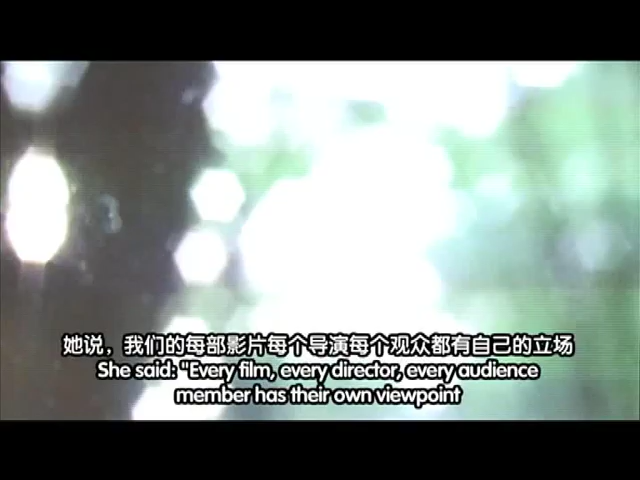 她说，我们的每部影片每个导演每个观众都有自己的立场
She said: "Every film, every director, every audience
member has their own viewpoint